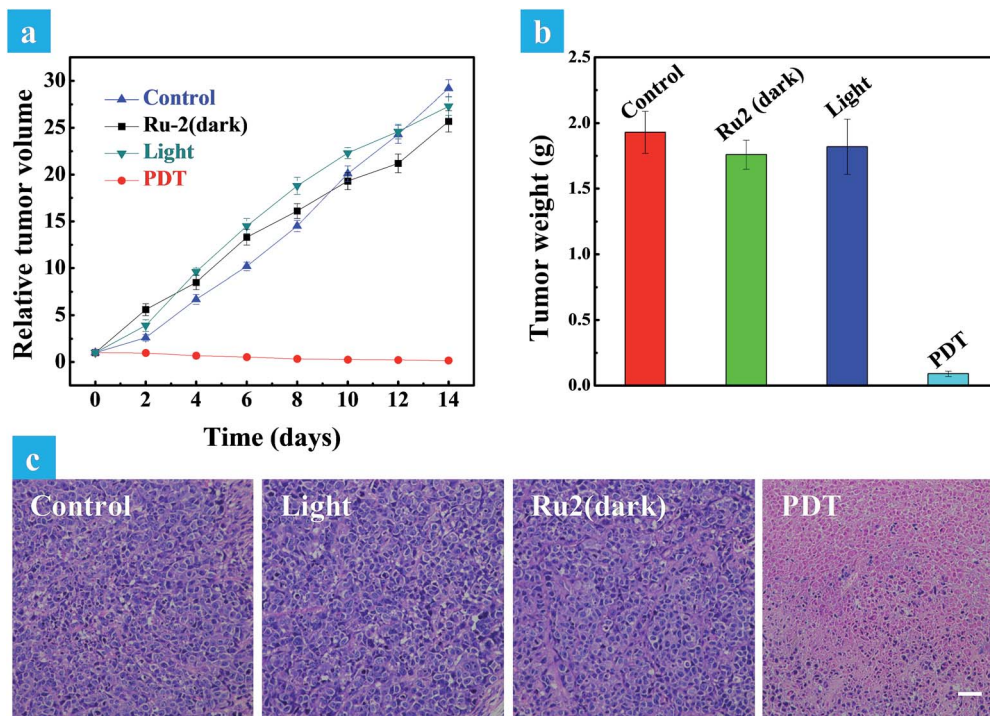 a
Relative tumor volume
30
25
20
15
10
5
0
Control
Ru-2(dark)
Light
PDT
0 2 4 6 8 10 12 14
Time (days)
b
Tumor weight (g)
2.5
2.0
1.5
1.0
0.5
0.0
Control
Ru2 (dark)
Light
PDT
c
Control
Light
Ru2(dark)
PDT